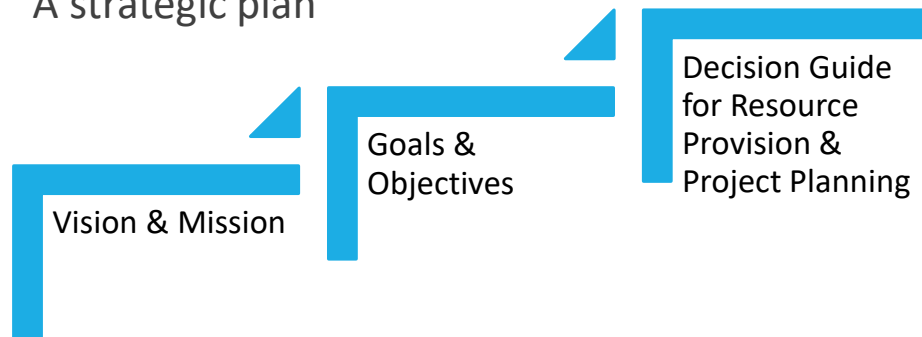 A strategic plan
Vision & Mission
Goals &
Objectives
Decision Guide
for Resource
Provision &
Project Planning